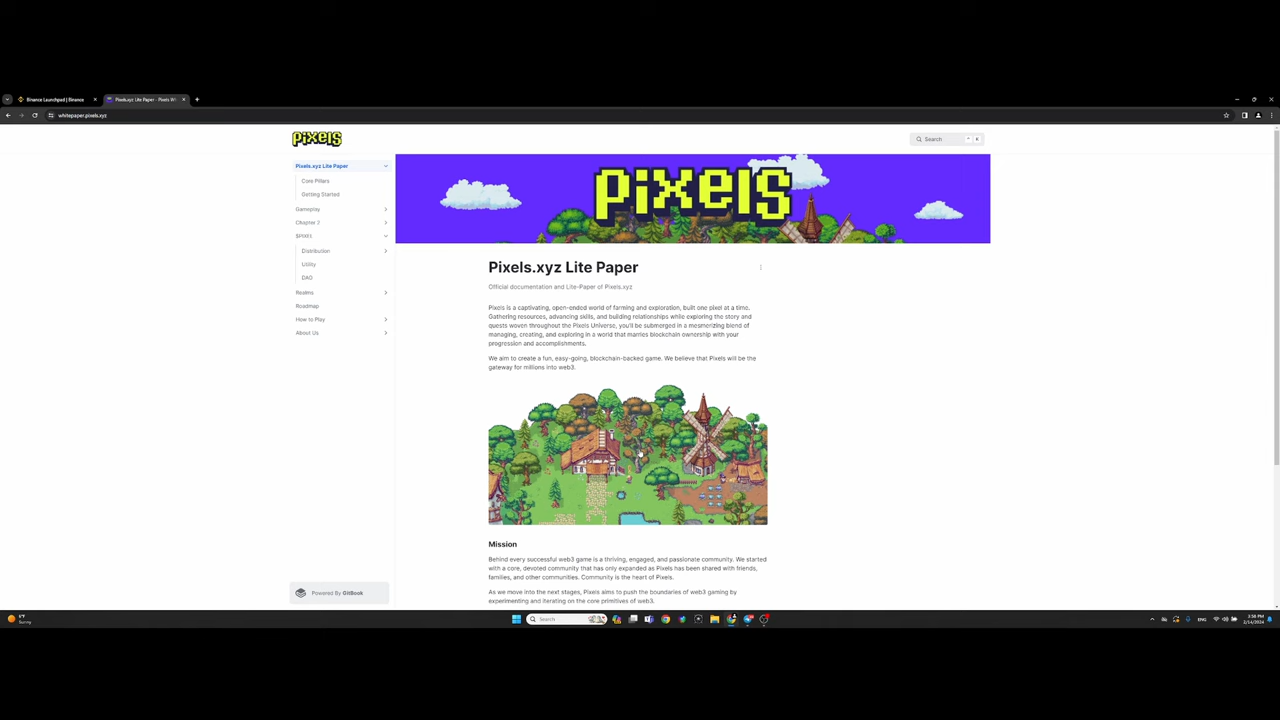 Binance Launchpad | Binance
Pixels.xyz Lite Paper - Pixels W
whitepaper.pixels.xyz
pixels
Search
K
Pixels.xyz Lite Paper
Core Pillars
Getting Started
Gameplay
Chapter 2
$PIXEL
Distribution
Utility
DAO
Realms
Roadmap
How to Play
About Us
Powered By GitBook
pixels
Pixels.xyz Lite Paper
Official documentation and Lite-Paper of Pixels.xyz
Pixels is a captivating, open-ended world of farming and exploration, built one pixel at a time.
Gathering resources, advancing skills, and building relationships while exploring the story and
quests woven throughout the Pixels Universe, you'll be submerged in a mesmerizing blend of
managing, creating, and exploring in a world that marries blockchain ownership with your
progression and accomplishments.
We aim to create a fun, easy-going, blockchain-backed game. We believe that Pixels will be the
gateway for millions into web3.
Mission
Behind every successful web3 game is a thriving, engaged, and passionate community. We started
with a core, devoted community that has only expanded as Pixels has been shared with friends,
families, and other communities. Community is the heart of Pixels.
As we move into the next stages, Pixels aims to push the boundaries of web3 gaming by
experimenting and iterating on the core primitives of web3.
Sunny
Search
ENG
3:56 PM
2/14/2024